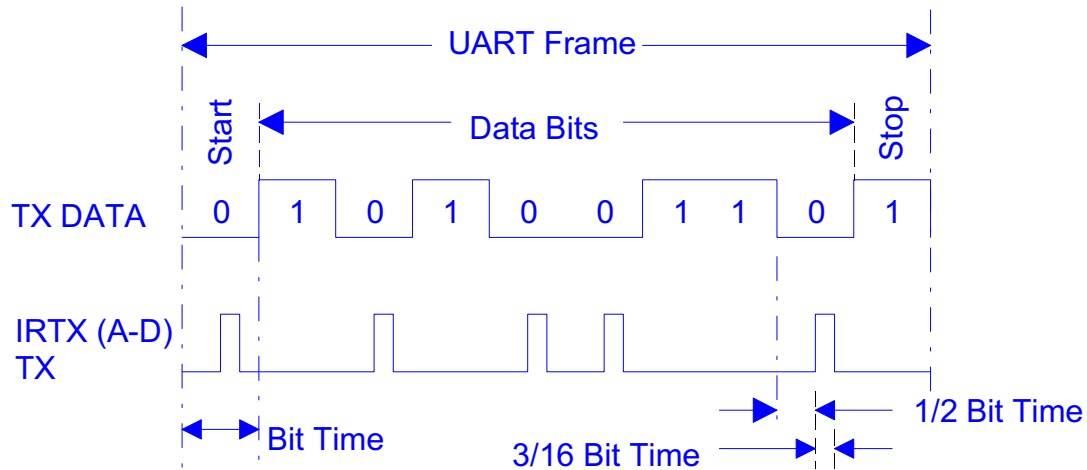 UART Frame
Start
Data Bits
Stop
TX DATA
0 1 0 1 0 0 1 1 0 1
IRTX (A-D)
TX
Bit Time
1/2 Bit Time
3/16 Bit Time